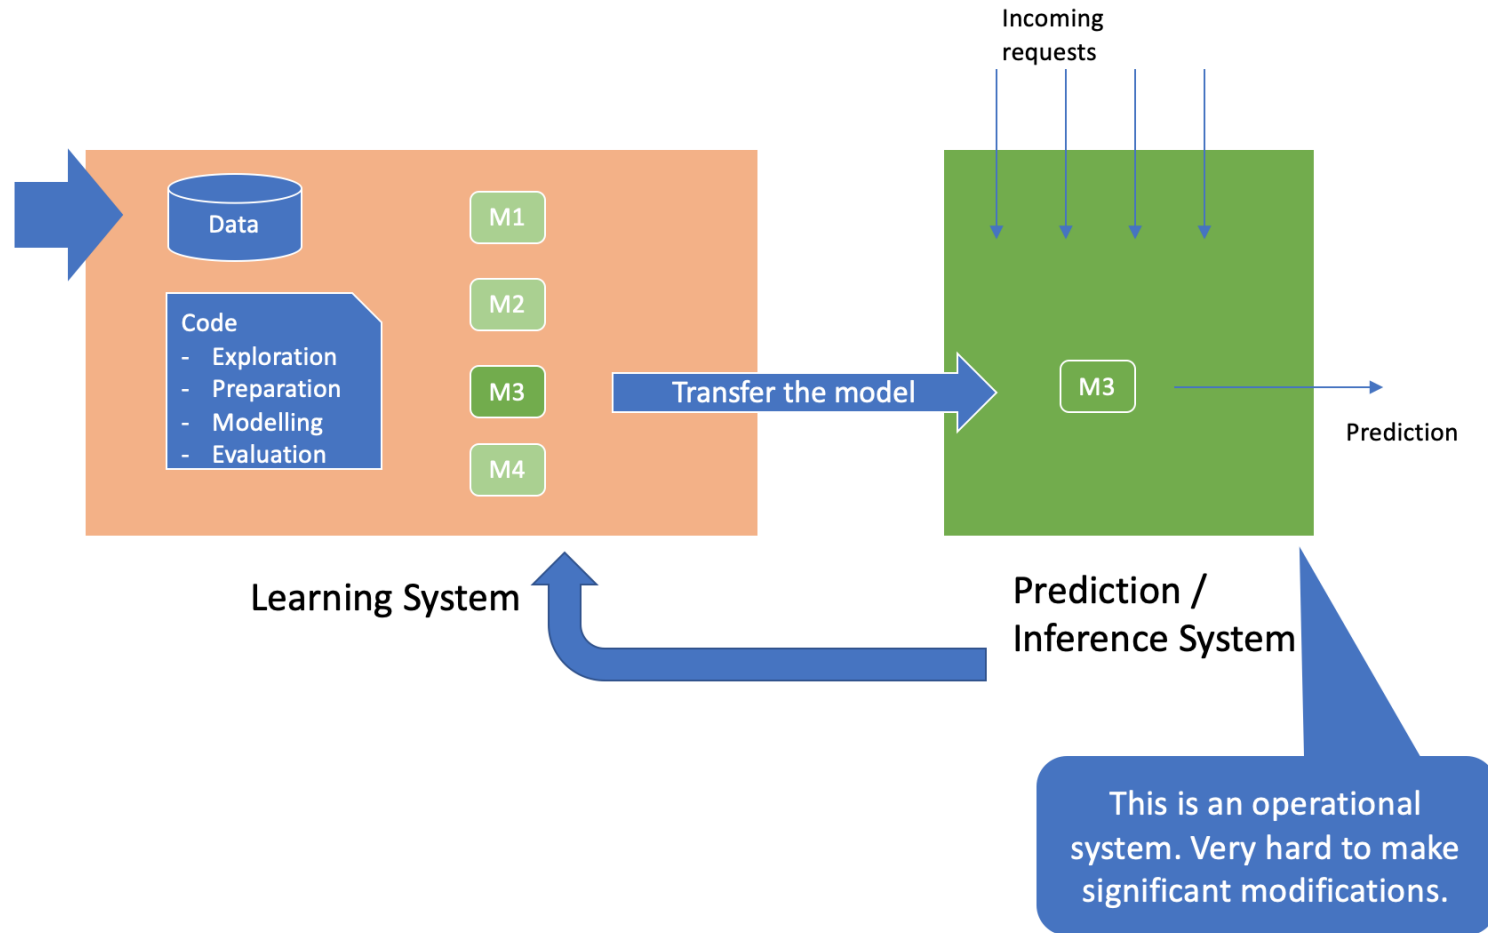 Incoming
requests
Data
M1
M2
M3
M4
Code
- Exploration
- Preparation
- Modelling
- Evaluation
Transfer the model
M3
Prediction
Learning System
Prediction /
Inference System
This is an operational
system. Very hard to make
significant modifications.